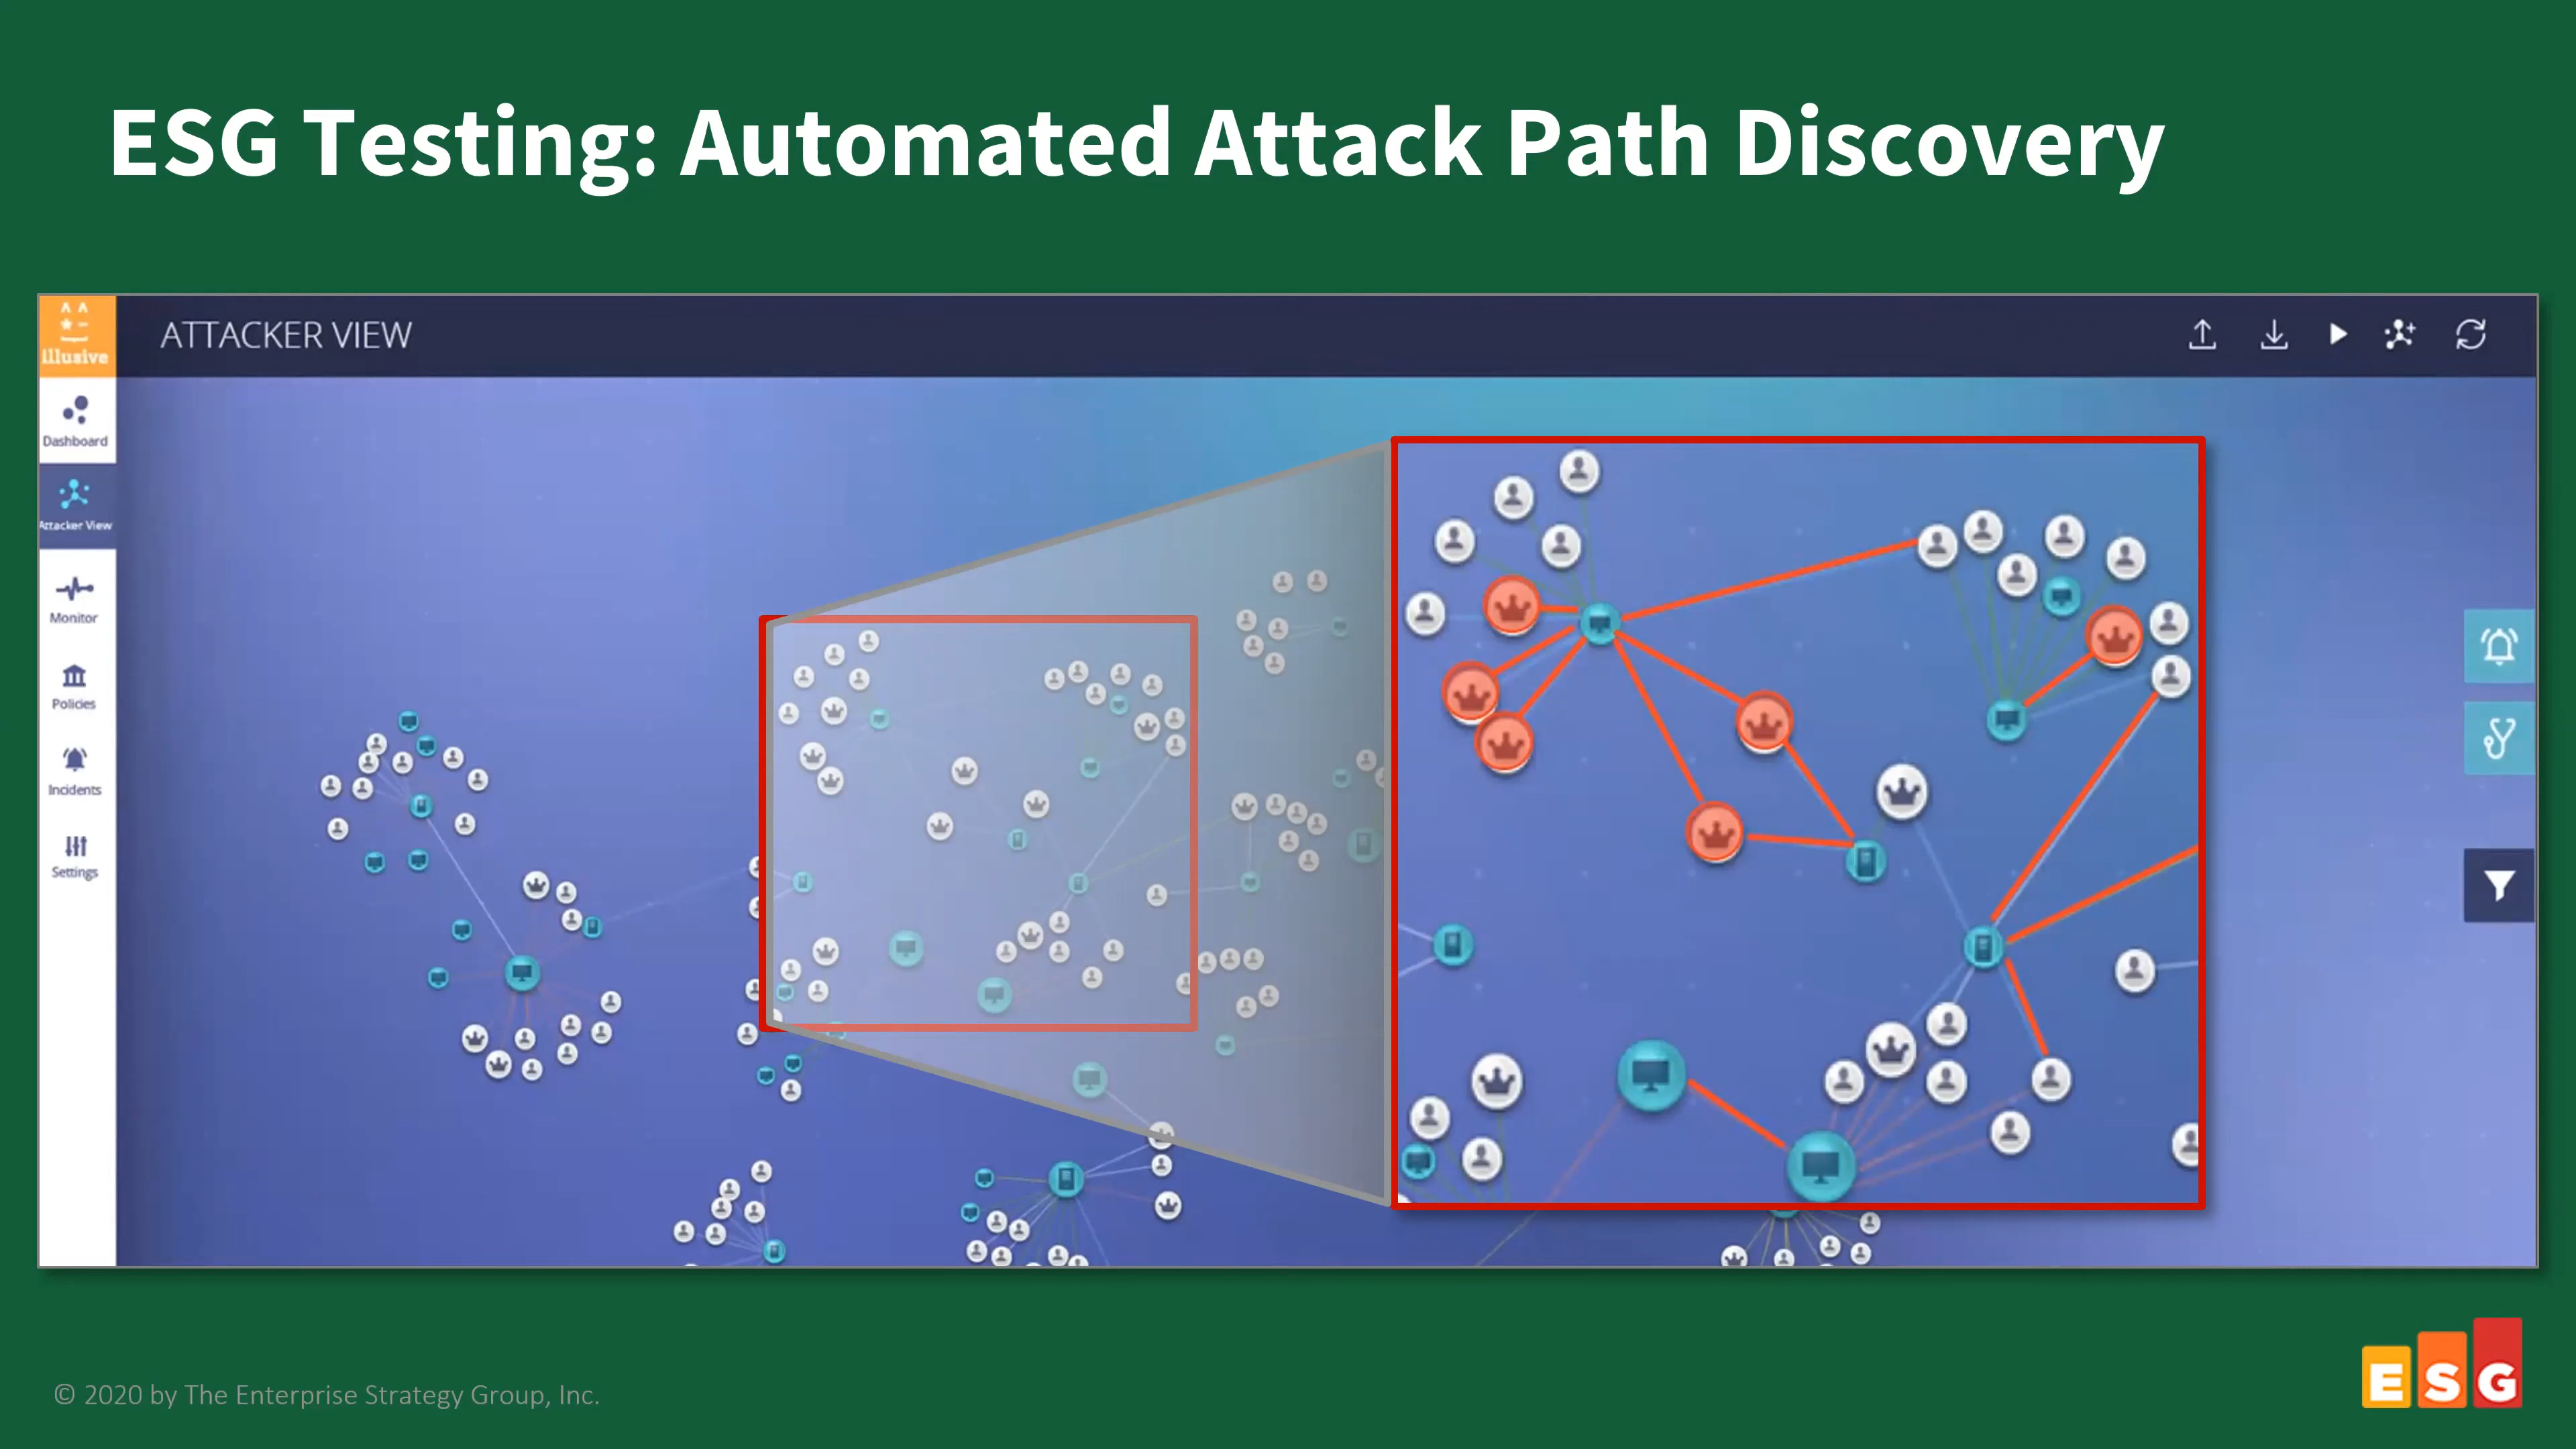 ESG Testing: Automated Attack Path Discovery
illusive
ATTACKER VIEW
Dashboard
Attacker View
Monitor
Policies
Incidents
Settings
© 2020 by The Enterprise Strategy Group, Inc.
ESG